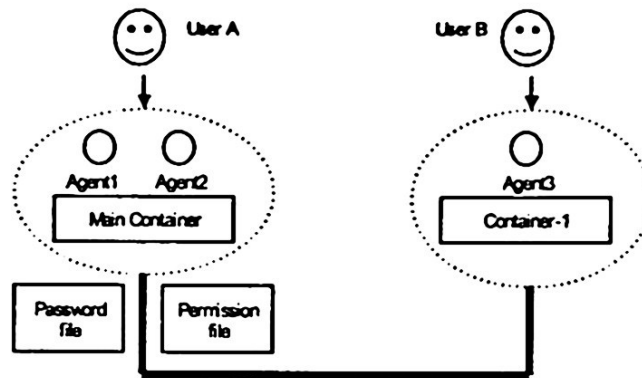 User A
User B
Agent1
Agent2
Agent3
Main Container
Container-1
Password
file
Permission
file